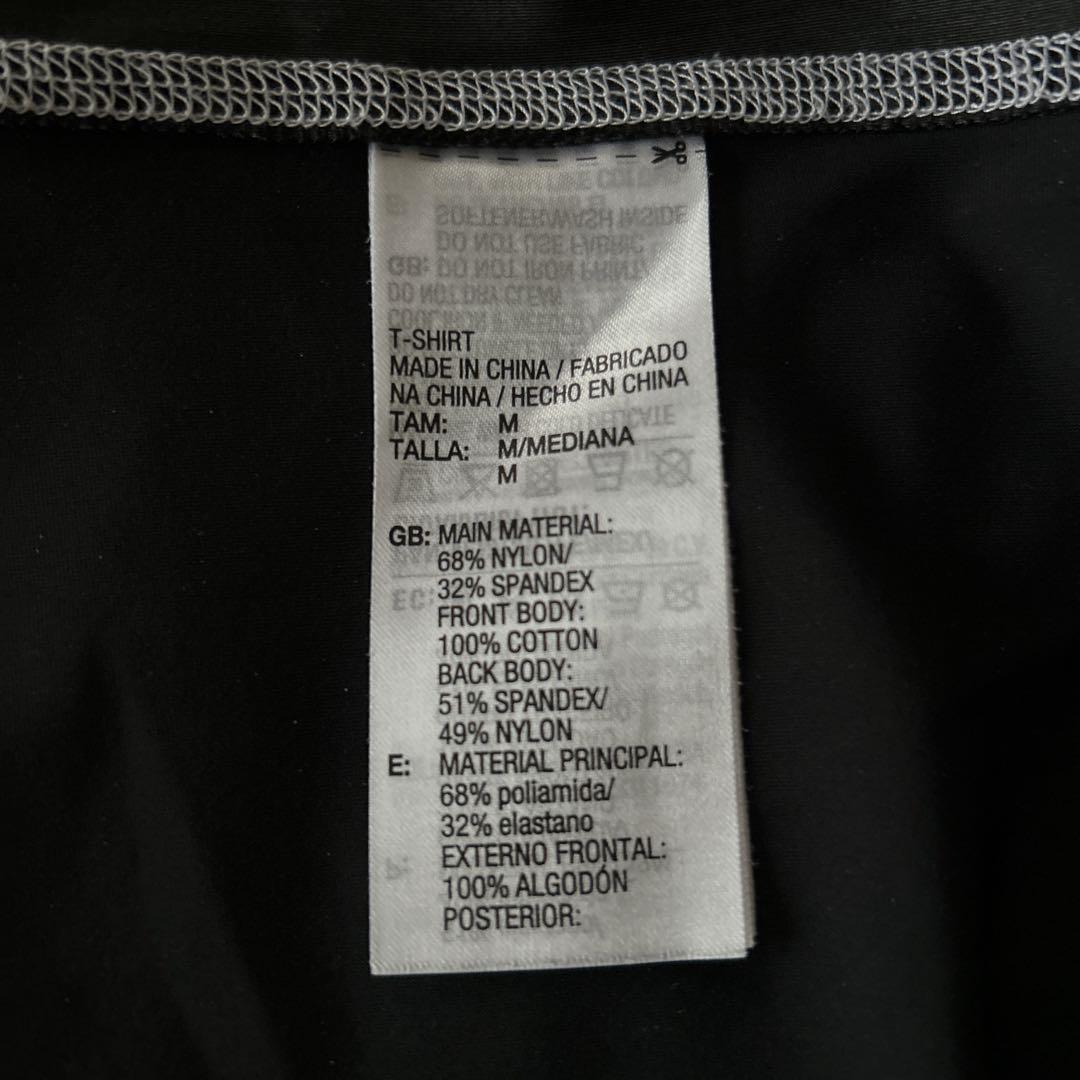 T-SHIRT
MADE IN CHINA / FABRICADO
NA CHINA / HECHO EN CHINA
TAM: M
TALLA: M/MEDIANA
M
GB: MAIN MATERIAL:
68% NYLON/
32% SPANDEX
FRONT BODY:
100% COTTON
BACK BODY:
51% SPANDEX/
49% NYLON
E: MATERIAL PRINCIPAL:
68% poliamida/
32% elastano
EXTERNO FRONTAL:
100% ALGODÓN
POSTERIOR: